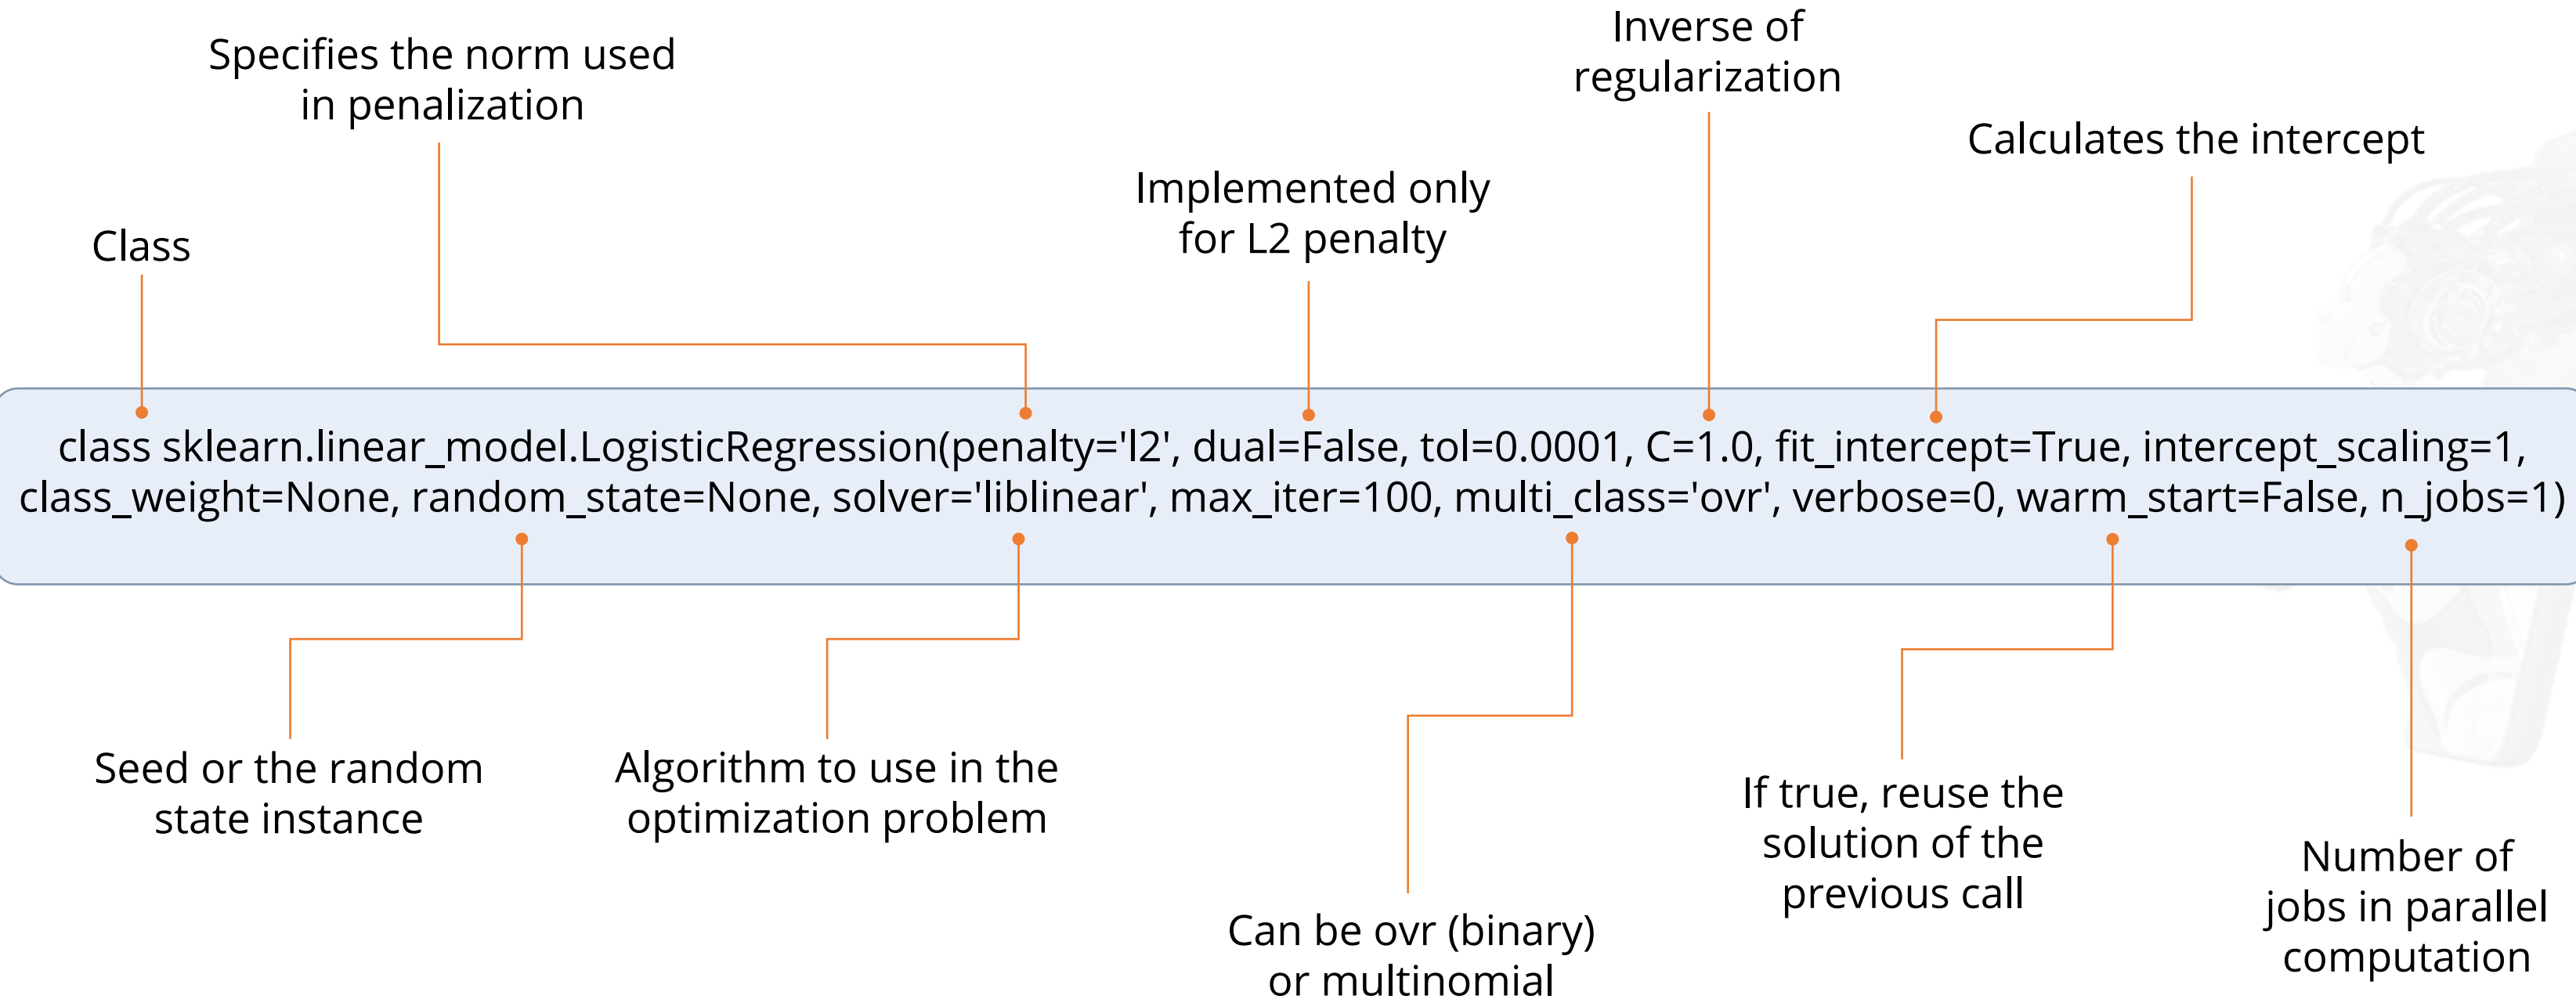 Specifies the norm used
in penalization
Inverse of
regularization
Calculates the intercept
Implemented only
for L2 penalty
Class
class sklearn.linear_model.LogisticRegression(penalty='l2', dual=False, tol=0.0001, C=1.0, fit_intercept=True, intercept_scaling=1,
class_weight=None, random_state=None, solver='liblinear', max_iter=100, multi_class='ovr', verbose=0, warm_start=False, n_jobs=1)
Seed or the random
state instance
Algorithm to use in the
optimization problem
Can be ovr (binary)
or multinomial
If true, reuse the
solution of the
previous call
Number of
jobs in parallel
computation